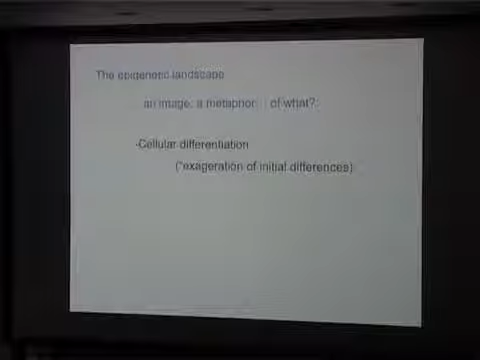 The epigenetic landscape
an image, a metaphor of what?
-Cellular differentiation
("exageration of initial differences)